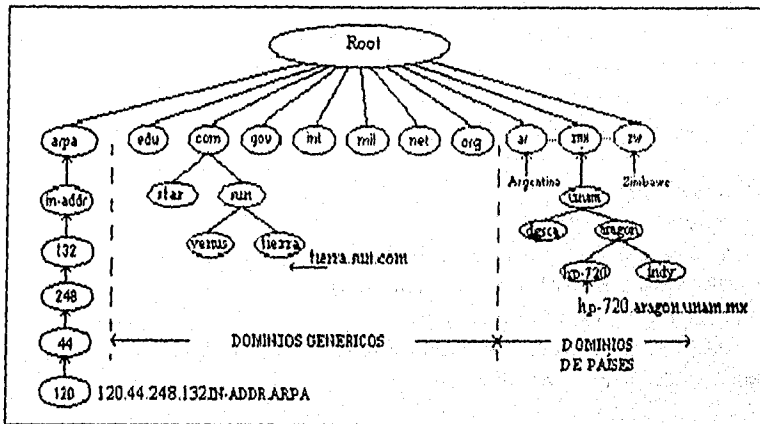 Root
arpa edu com gov int mil net org ar mx zw
Argentina Zimbawe
in-addr star sun unam
132 venus tierra dgsca aragon
tierra.sun.com
248 hp-720 indy
hp-720.aragon.unam.mx
44 DOMINIOS GENERICOS DOMINIOS
DE PAÍSES
120 120.44.248.132.IN-ADDR.ARPA